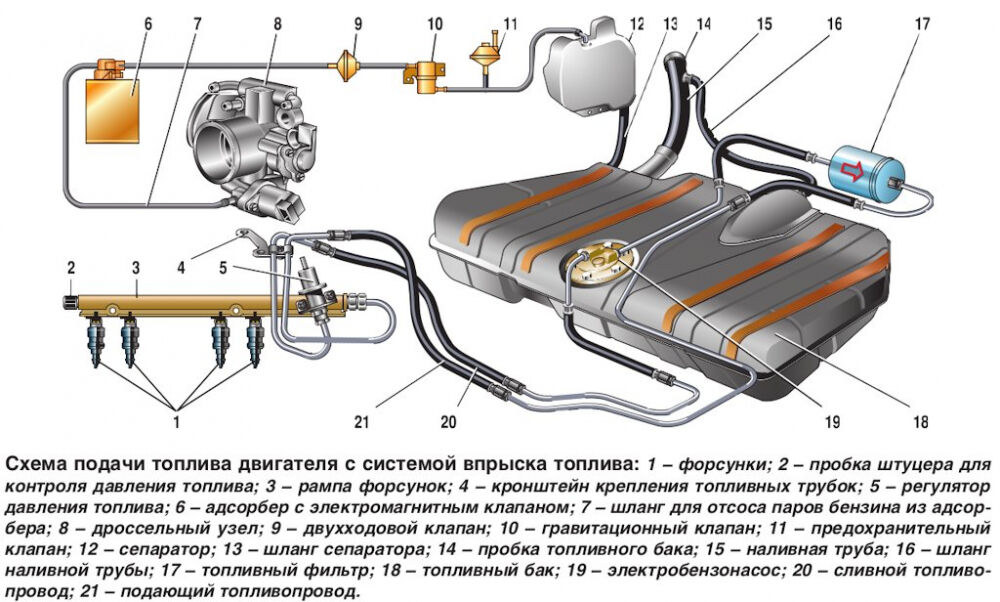 6 7 8 9 10 11 12 13 14 15 16 17
4 5
2 3
1 21 20 19 18
Схема подачи топлива двигателя с системой впрыска топлива: 1 – форсунки; 2 – пробка штуцера для
контроля давления топлива; 3 – рампа форсунок; 4 – кронштейн крепления топливных трубок; 5 – регулятор
давления топлива; 6 – адсорбер с электромагнитным клапаном; 7 – шланг для отсоса паров бензина из адсор-
бера; 8 – дроссельный узел; 9 – двухходовой клапан; 10 – гравитационный клапан; 11 – предохранительный
клапан; 12 – сепаратор; 13 – шланг сепаратора; 14 – пробка топливного бака; 15 – наливная труба; 16 – шланг
наливной трубы; 17 – топливный фильтр; 18 – топливный бак; 19 – электробензонасос; 20 – сливной топливо-
провод; 21 – подающий топливопровод.